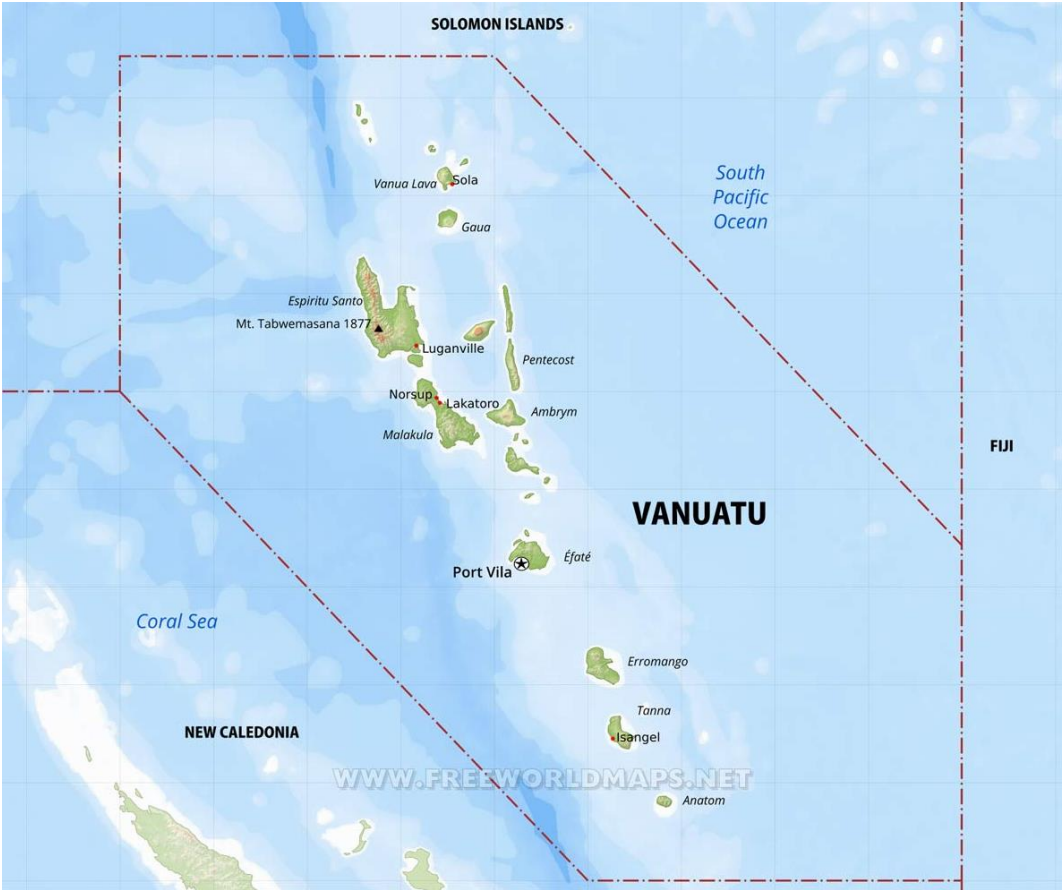 SOLOMON ISLANDS
South
Pacific
Ocean
Vanua Lava
Sola
Gaua
Espiritu Santo
Mt. Tabwemasana 1877
Luganville
Pentecost
Norsup
Lakatoro
Ambrym
Malakula
FIJI
VANUATU
Éfaté
Port Vila
Coral Sea
Erromango
Tanna
NEW CALEDONIA
Isangel
WWW.FREEWORLDMAPS.NET
Anatom